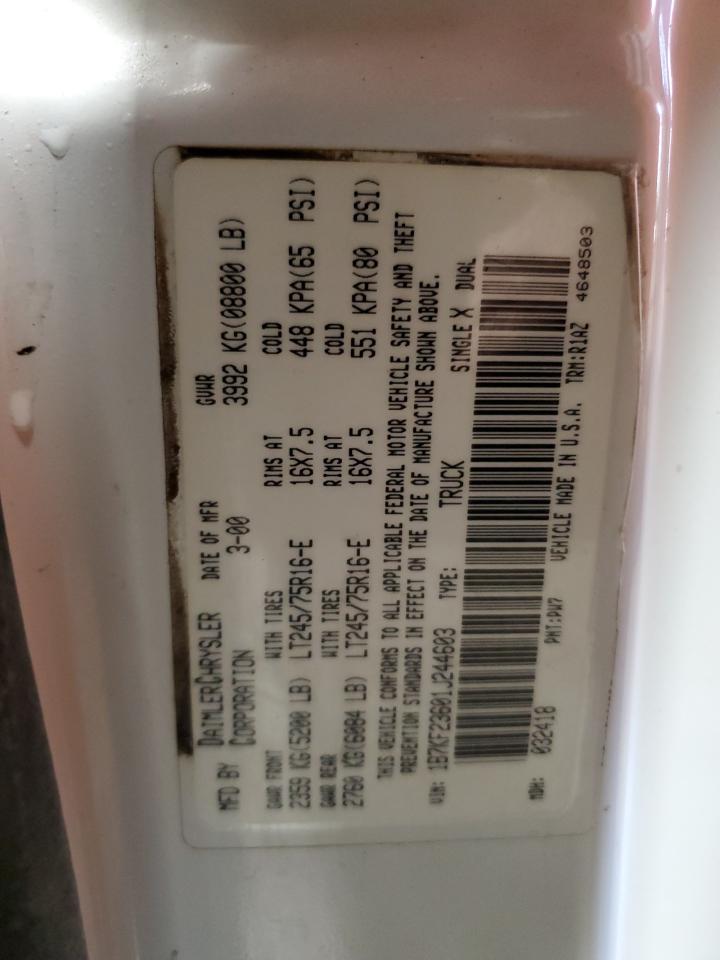 MFD BY DAIMLERCHRYSLER CORPORATION DATE OF MFR 3-00 GVWR 3992 KG(08800 LB)
GAWR FRONT WITH TIRES RIMS AT COLD
2359 KG(5200 LB) LT245/75R16-E 16X7.5 448 KPA(65 PSI)
GAWR REAR WITH TIRES RIMS AT COLD
2760 KG(6084 LB) LT245/75R16-E 16X7.5 551 KPA(80 PSI)
THIS VEHICLE CONFORMS TO ALL APPLICABLE FEDERAL MOTOR VEHICLE SAFETY AND THEFT
PREVENTION STANDARDS IN EFFECT ON THE DATE OF MANUFACTURE SHOWN ABOVE.
VIN: 1B7KF23601J244603 TYPE: TRUCK SINGLE X DUAL
MDH: 032418 PNT:PW7 VEHICLE MADE IN U.S.A. TRM:R1AZ 4648503